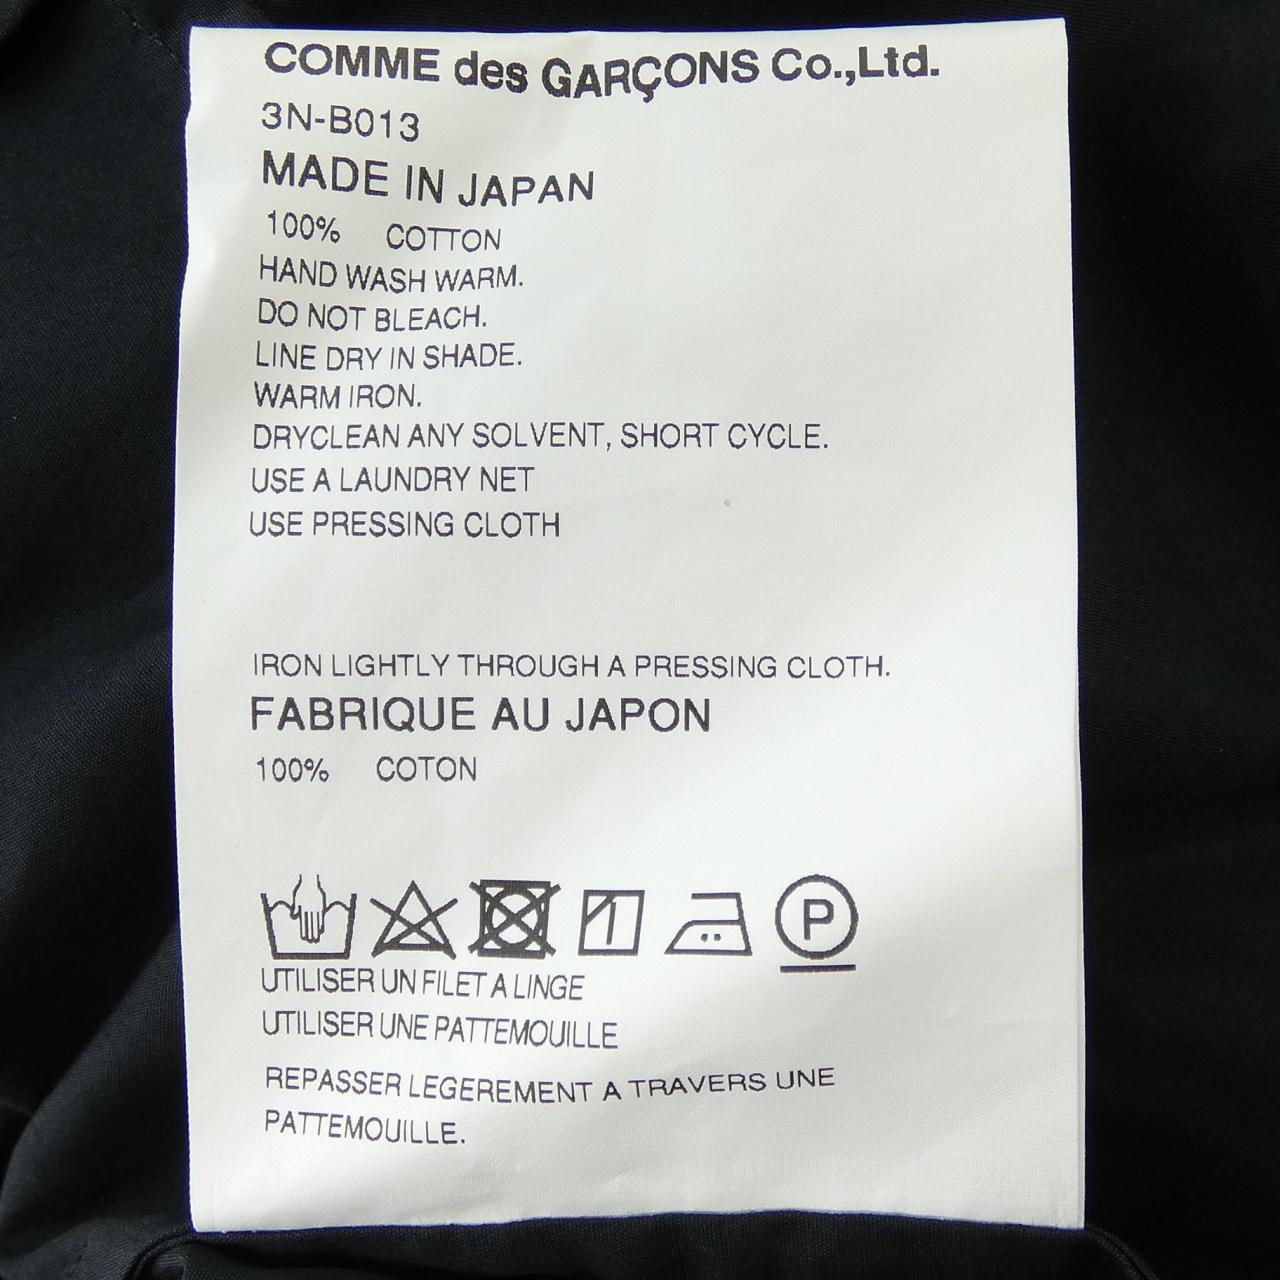 COMME des GARÇONS Co.,Ltd.
3N-B013
MADE IN JAPAN
100% COTTON
HAND WASH WARM.
DO NOT BLEACH.
LINE DRY IN SHADE.
WARM IRON.
DRYCLEAN ANY SOLVENT, SHORT CYCLE.
USE A LAUNDRY NET
USE PRESSING CLOTH
IRON LIGHTLY THROUGH A PRESSING CLOTH.
FABRIQUE AU JAPON
100% COTON
P
UTILISER UN FILET A LINGE
UTILISER UNE PATTEMOUILLE
REPASSER LEGEREMENT A TRAVERS UNE
PATTEMOUILLE.